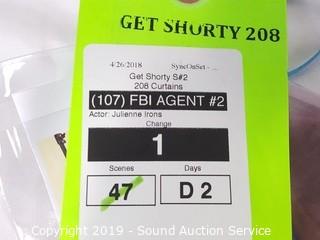 GET SHORTY 208
4/26/2018 SyncOnSet - ...
Get Shorty S#2
208 Curtains
(107) FBI AGENT #2
Actor: Julienne Irons
Change
1
Scenes Days
47 D 2
Copyright 2019 - Sound Auction Service